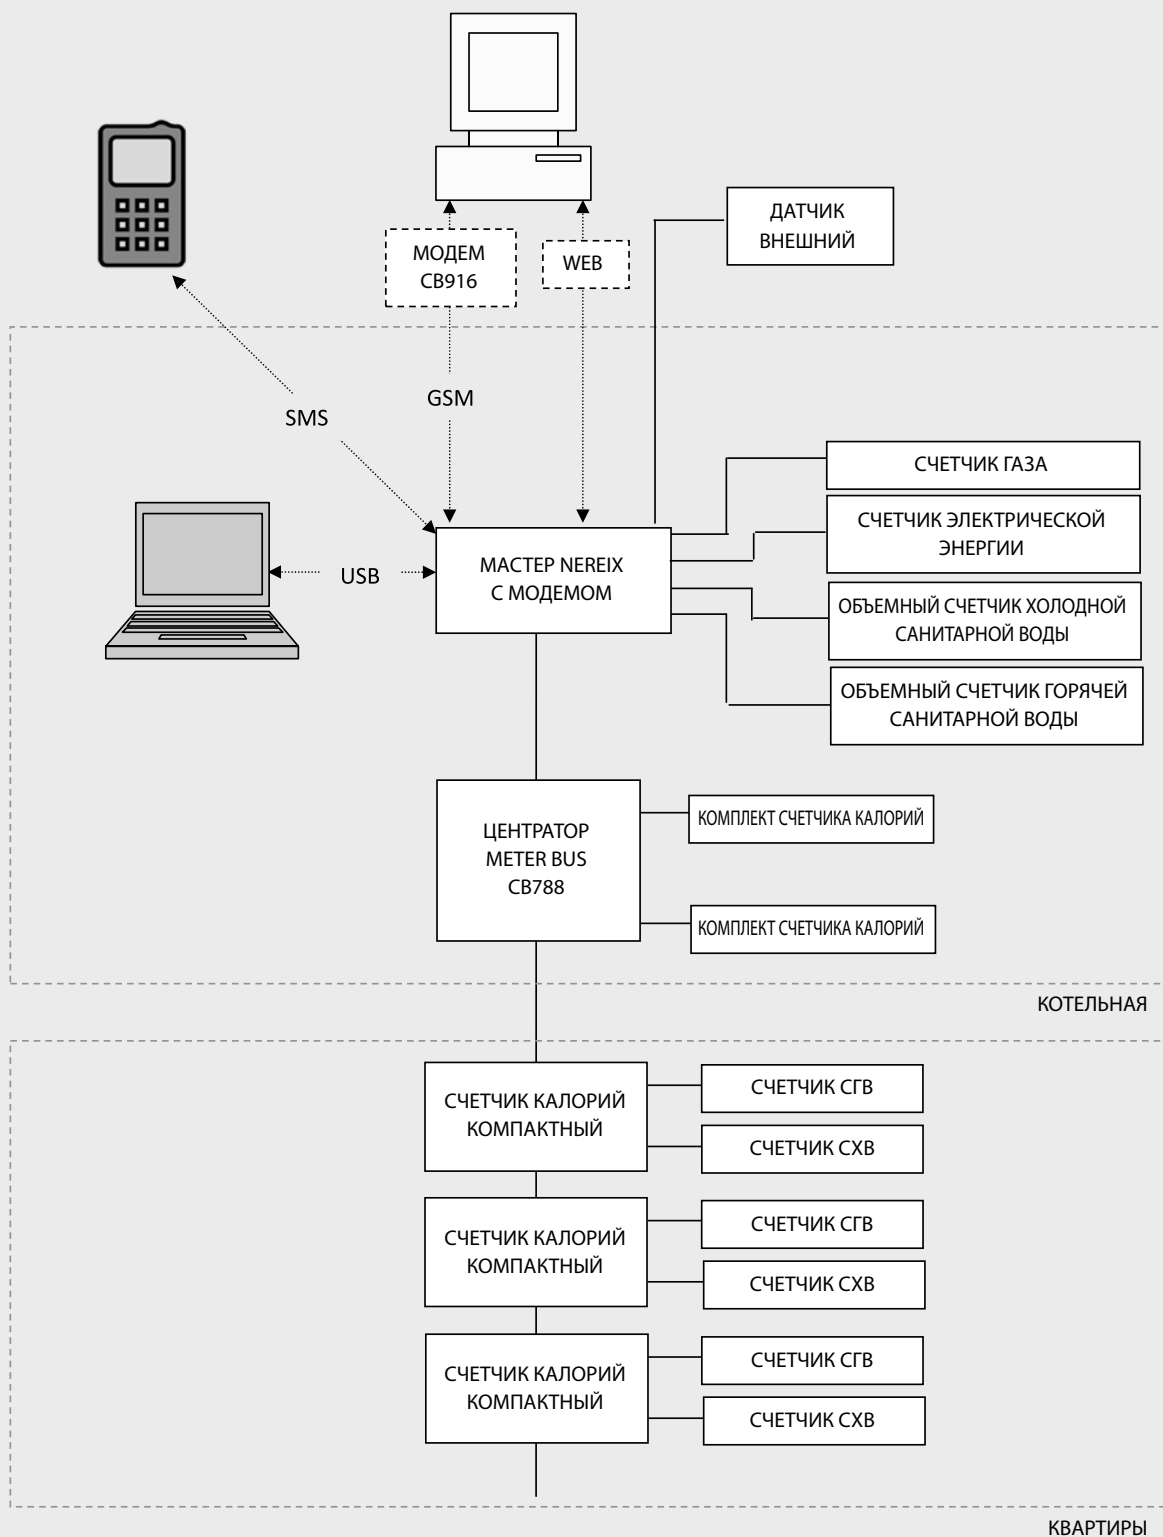 ДАТЧИК
ВНЕШНИЙ
МОДЕМ
CB916
WEB
GSM
SMS
СЧЕТЧИК ГАЗА
СЧЕТЧИК ЭЛЕКТРИЧЕСКОЙ
ЭНЕРГИИ
USB
МАСТЕР NEREIX
С МОДЕМОМ
ОБЪЕМНЫЙ СЧЕТЧИК ХОЛОДНОЙ
САНИТАРНОЙ ВОДЫ
ОБЪЕМНЫЙ СЧЕТЧИК ГОРЯЧЕЙ
САНИТАРНОЙ ВОДЫ
ЦЕНТРАТОР
METER BUS
CB788
КОМПЛЕКТ СЧЕТЧИКА КАЛОРИЙ
КОМПЛЕКТ СЧЕТЧИКА КАЛОРИЙ
КОТЕЛЬНАЯ
СЧЕТЧИК КАЛОРИЙ
КОМПАКТНЫЙ
СЧЕТЧИК СГВ
СЧЕТЧИК СХВ
СЧЕТЧИК КАЛОРИЙ
КОМПАКТНЫЙ
СЧЕТЧИК СГВ
СЧЕТЧИК СХВ
СЧЕТЧИК КАЛОРИЙ
КОМПАКТНЫЙ
СЧЕТЧИК СГВ
СЧЕТЧИК СХВ
КВАРТИРЫ